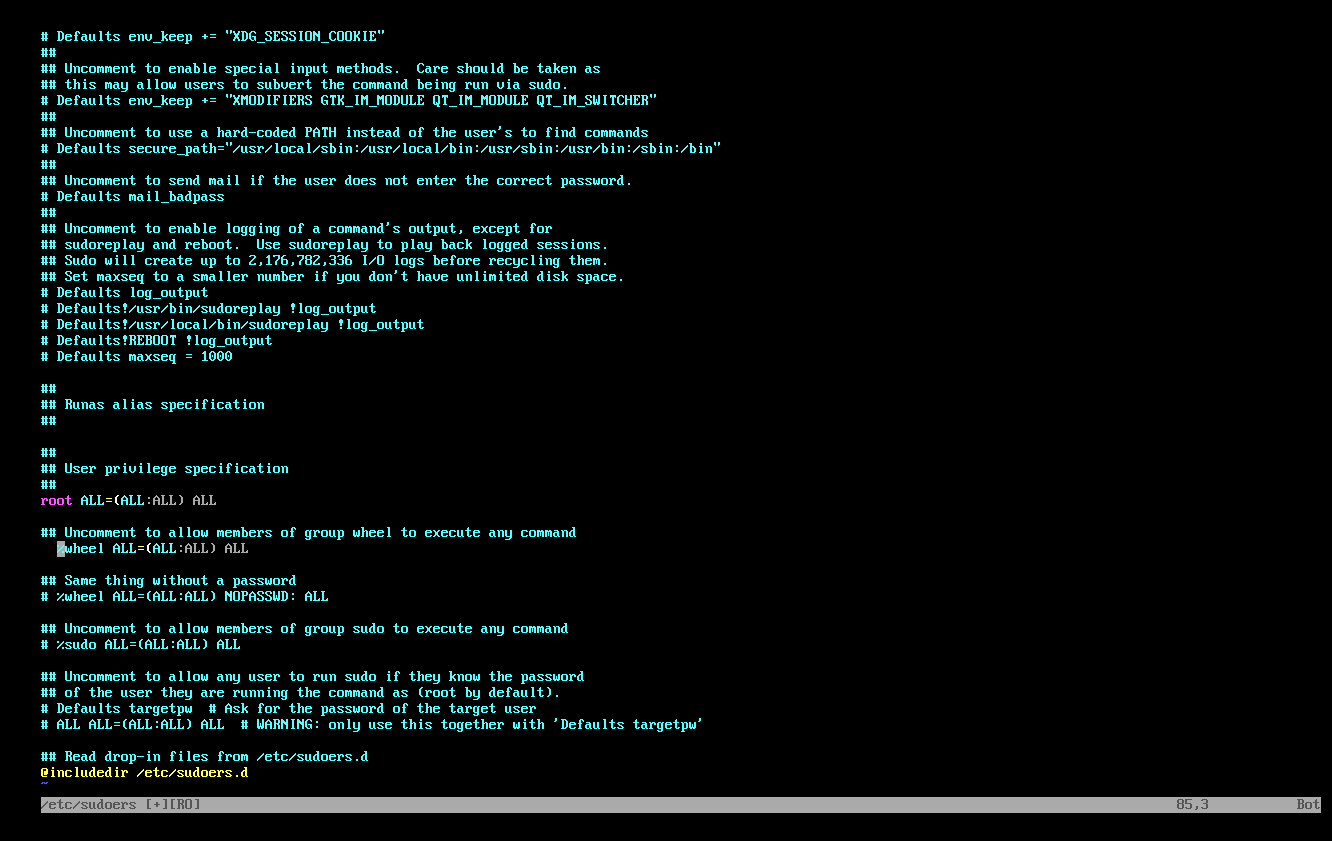 # Defaults env_keep += "XDG_SESSION_COOKIE"
##
## Uncomment to enable special input methods.  Care should be taken as
## this may allow users to subvert the command being run via sudo.
# Defaults env_keep += "XMODIFIERS GTK_IM_MODULE QT_IM_MODULE QT_IM_SWITCHER"
##
## Uncomment to use a hard-coded PATH instead of the user's to find commands
# Defaults secure_path="/usr/local/sbin:/usr/local/bin:/usr/sbin:/usr/bin:/sbin:/bin"
##
## Uncomment to send mail if the user does not enter the correct password.
# Defaults mail_badpass
##
## Uncomment to enable logging of a command's output, except for
## sudoreplay and reboot.  Use sudoreplay to play back logged sessions.
## Sudo will create up to 2,176,782,336 I/O logs before recycling them.
## Set maxseq to a smaller number if you don't have unlimited disk space.
# Defaults log_output
# Defaults!/usr/bin/sudoreplay !log_output
# Defaults!/usr/local/bin/sudoreplay !log_output
# Defaults!REBOOT !log_output
# Defaults maxseq = 1000

##
## Runas alias specification
##

##
## User privilege specification
##
root ALL=(ALL:ALL) ALL

## Uncomment to allow members of group wheel to execute any command
  %wheel ALL=(ALL:ALL) ALL

## Same thing without a password
# %wheel ALL=(ALL:ALL) NOPASSWD: ALL

## Uncomment to allow members of group sudo to execute any command
# %sudo ALL=(ALL:ALL) ALL

## Uncomment to allow any user to run sudo if they know the password
## of the user they are running the command as (root by default).
# Defaults targetpw  # Ask for the password of the target user
# ALL ALL=(ALL:ALL) ALL  # WARNING: only use this together with 'Defaults targetpw'

## Read drop-in files from /etc/sudoers.d
@includedir /etc/sudoers.d
~
/etc/sudoers [+][RO] 85,3 Bot